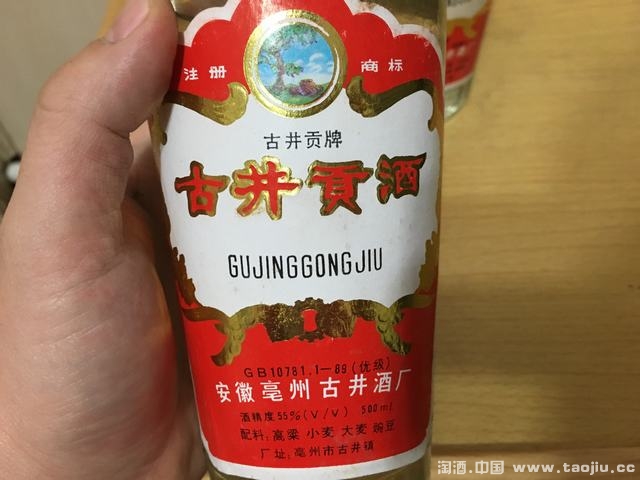 注册 商标
古井贡牌
古井贡酒
GUJINGGONGJIU
GB10781.1-89(优级)
安徽亳州古井酒厂
酒精度55%(V/V) 500ml
配料:高粱 小麦 大麦 豌豆
厂址:亳州市古井镇
淘酒.中国 www.taojiu.cc